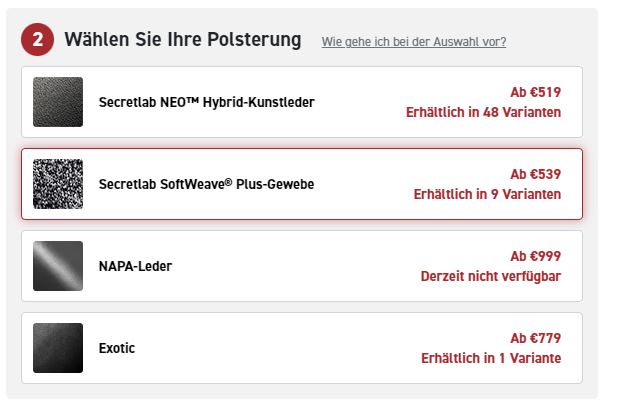 2 Wählen Sie Ihre Polsterung Wie gehe ich bei der Auswahl vor?
Secretlab NEO™ Hybrid-Kunstleder
Ab €519
Erhältlich in 48 Varianten
Secretlab SoftWeave® Plus-Gewebe
Ab €539
Erhältlich in 9 Varianten
NAPA-Leder
Ab €999
Derzeit nicht verfügbar
Exotic
Ab €779
Erhältlich in 1 Variante